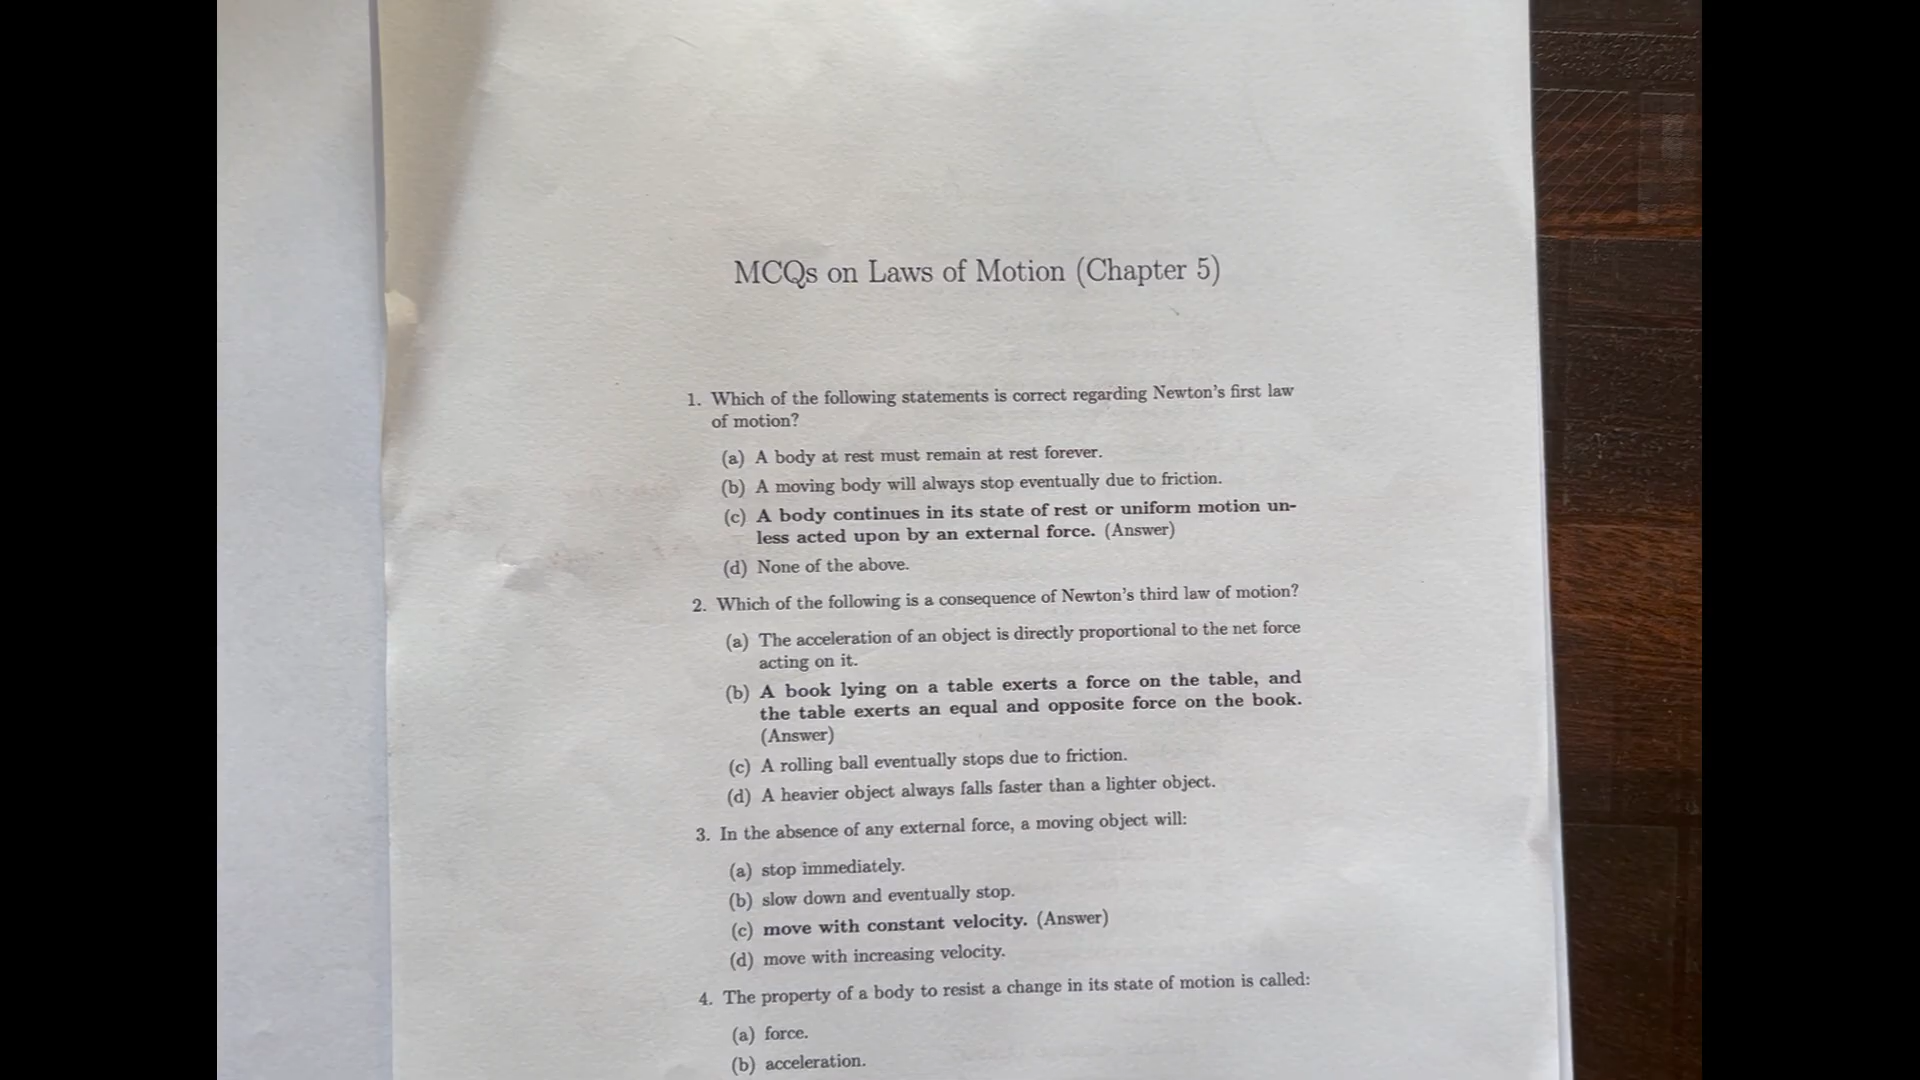 MCQs on Laws of Motion (Chapter 5)
1. Which of the following statements is correct regarding Newton's first law
of motion?
(a) A body at rest must remain at rest forever.
(b) A moving body will always stop eventually due to friction.
(c) A body continues in its state of rest or uniform motion un-
less acted upon by an external force. (Answer)
(d) None of the above.
2. Which of the following is a consequence of Newton's third law of motion?
(a) The acceleration of an object is directly proportional to the net force
acting on it.
(b) A book lying on a table exerts a force on the table, and
the table exerts an equal and opposite force on the book.
(Answer)
(c) A rolling ball eventually stops due to friction.
(d) A heavier object always falls faster than a lighter object.
3. In the absence of any external force, a moving object will:
(a) stop immediately.
(b) slow down and eventually stop.
(c) move with constant velocity. (Answer)
(d) move with increasing velocity.
4. The property of a body to resist a change in its state of motion is called:
(a) force.
(b) acceleration.